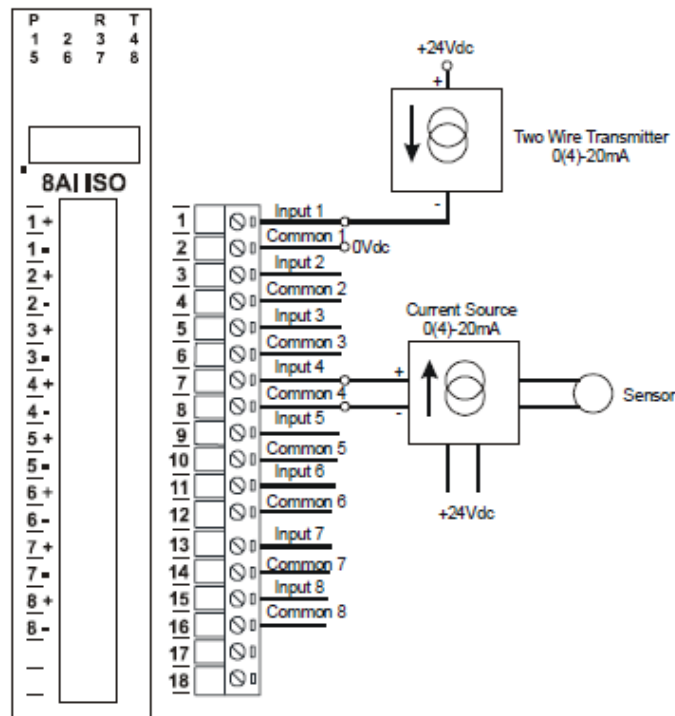 P R T
1 2 3 4
5 6 7 8
8AI ISO
1 +
1 -
2 +
2 -
3 +
3 -
4 +
4 -
5 +
5 -
6 +
6 -
7 +
7 -
8 +
8 -
1
2
3
4
5
6
7
8
9
10
11
12
13
14
15
16
17
18
Input 1
Common 1
0Vdc
Input 2
Common 2
Input 3
Common 3
Input 4
Common 4
Input 5
Common 5
Input 6
Common 6
Input 7
Common 7
Input 8
Common 8
+24Vdc
+
-
Two Wire Transmitter
0(4)-20mA
Current Source
0(4)-20mA
+
-
Sensor
+24Vdc